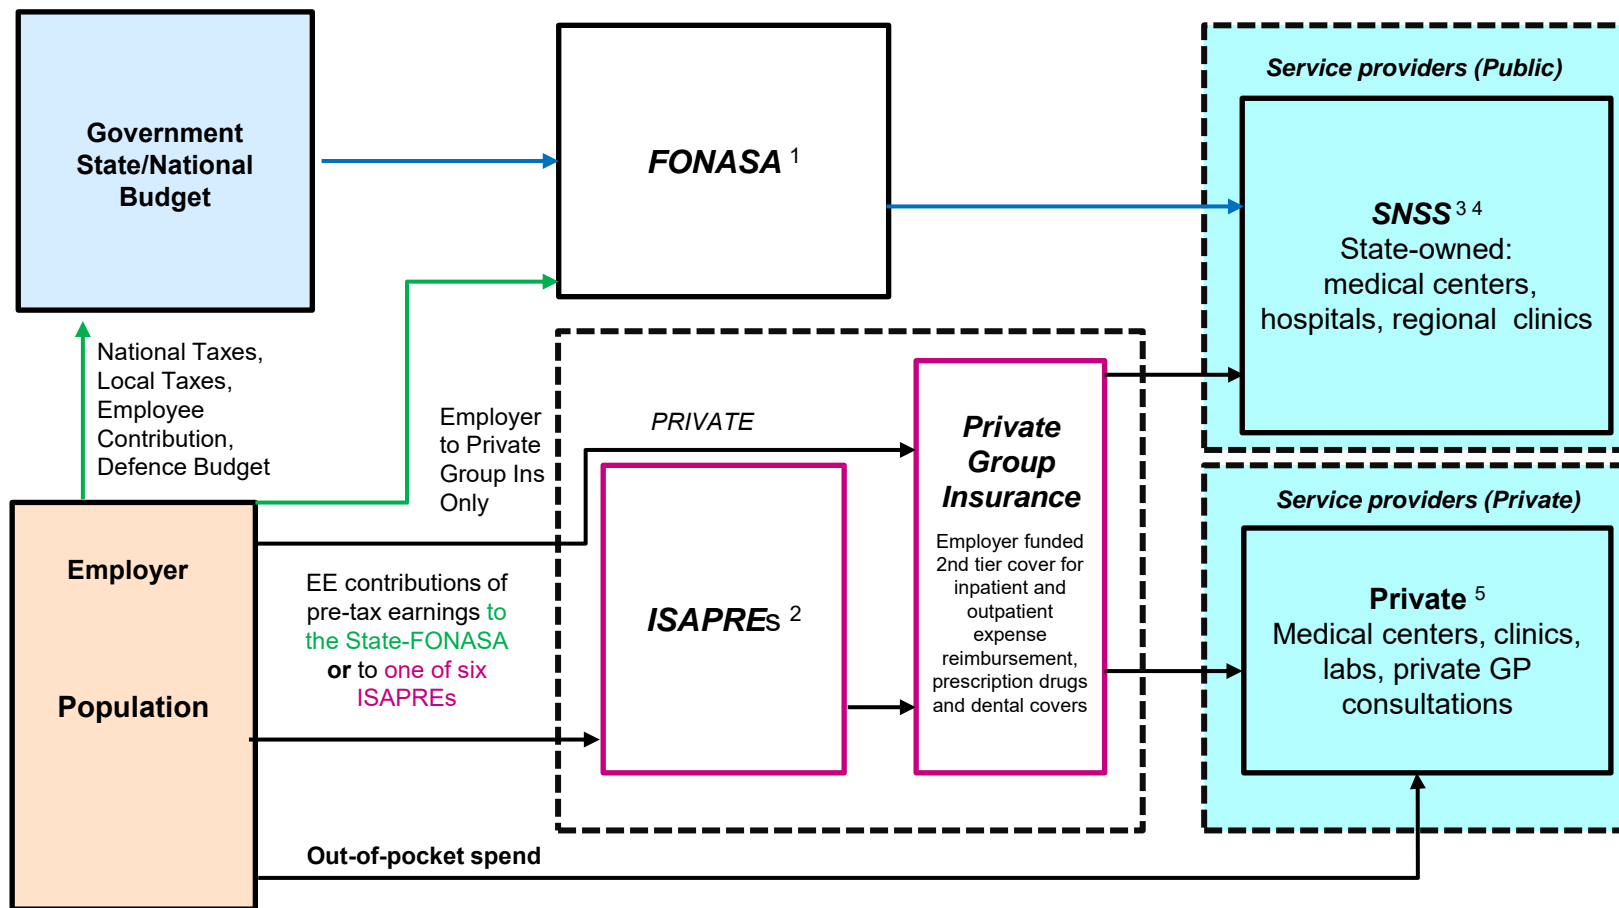 Government
State/National
Budget
FONASA 1
Service providers (Public)
SNSS 3 4
State-owned:
medical centers,
hospitals, regional clinics
National Taxes,
Local Taxes,
Employee
Contribution,
Defence Budget
Employer
to Private
Group Ins
Only
PRIVATE
Private
Group
Insurance
Employer funded
2nd tier cover for
inpatient and
outpatient
expense
reimbursement,
prescription drugs
and dental covers
ISAPREs 2
Service providers (Private)
Private 5
Medical centers, clinics,
labs, private GP
consultations
Employer
Population
EE contributions of
pre-tax earnings to
the State-FONASA
or to one of six
ISAPREs
Out-of-pocket spend